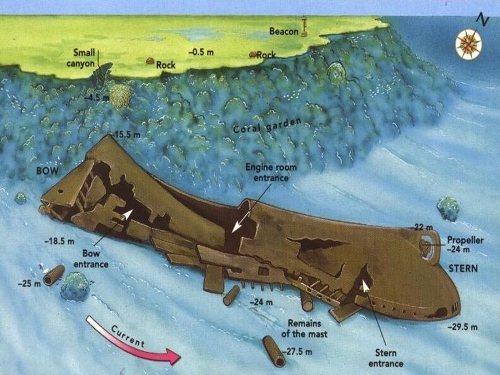 N
Beacon
Small
canyon
Rock
-0.5 m
Rock
-4.5 m
Coral garden
-15.5 m
BOW
Engine room
entrance
-22 m
Propeller
-24 m
STERN
-18.5 m
Bow
entrance
-25 m
-24 m
Current
Remains
of the mast
-29.5 m
-27.5 m
Stern
entrance